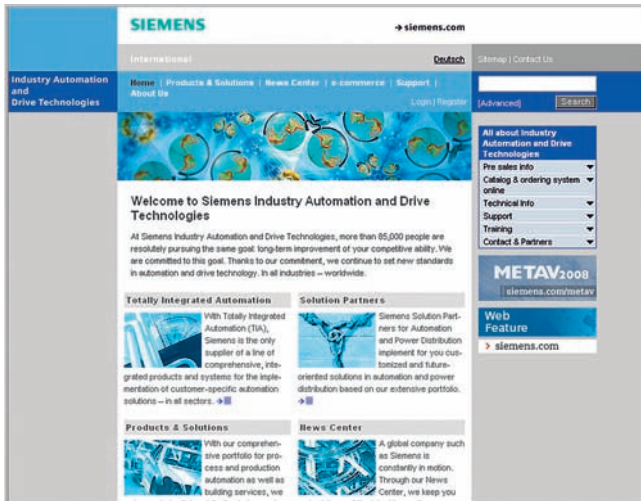 SIEMENS
→ siemens.com
International
Deutsch
Sitemap | Contact Us
Industry Automation
and
Drive Technologies
Home | Products & Solutions | News Center | e-commerce | Support |
About Us
Login | Register
[Advanced]
Search
All about Industry
Automation and Drive
Technologies
Pre sales info
Catalog & ordering system
online
Technical Info
Support
Training
Contact & Partners
METAV2008
siemens.com/metav
Web
Feature
> siemens.com
Welcome to Siemens Industry Automation and Drive
Technologies
At Siemens Industry Automation and Drive Technologies, more than 85,000 people are
resolutely pursuing the same goal: long-term improvement of your competitive ability. We
are committed to this goal. Thanks to our commitment, we continue to set new standards
in automation and drive technology. In all industries – worldwide.
Totally Integrated Automation
With Totally Integrated
Automation (TIA),
Siemens is the only
supplier of a line of
comprehensive, inte-
grated products and systems for the imple-
mentation of customer-specific automation
solutions – in all sectors. →
Solution Partners
Siemens Solution Part-
ners for Automation
and Power Distribution
implement for you cus-
tomized and future-
oriented solutions in automation and power
distribution based on our extensive portfolio.
→
Products & Solutions
With our comprehen-
sive portfolio for pro-
cess and production
automation as well as
building services, we
News Center
A global company such
as Siemens is
constantly in motion.
Through our News
Center, we keep you